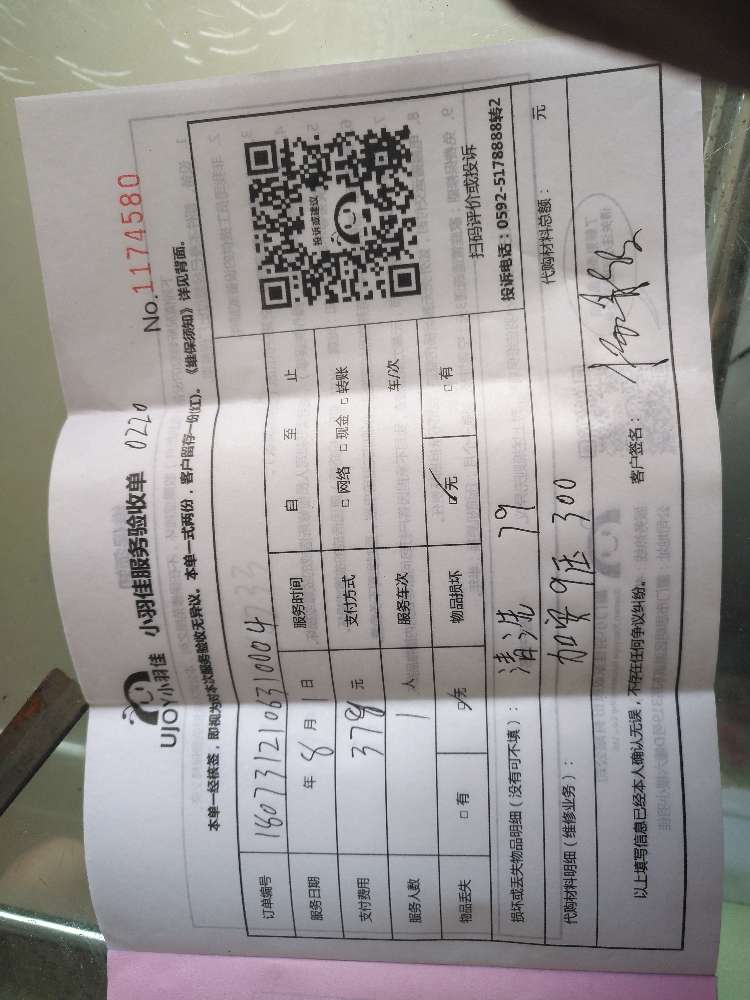 UJOY小羽佳 小羽佳服务验收单 0220 No.1174580
本单一经核签，即视为对本次服务验收无异议。本单一式两份，客户留存一份(红)。《维保须知》详见背面。
订单编号 1807312106310004733
服务日期 年 8 月 1 日 服务时间 自 至 止
支付费用 378 元 支付方式 □ 网络 □ 现金 □ 转账
服务人数 1 人 服务车次 车/次
物品丢失 □ 有 □ 无 物品损坏 □ 无 □ 有
投诉或建议
扫码评价或投诉
投诉电话：0592-5178888转2
损坏或丢失物品明细（没有可不填）： 清洗 79
代购材料明细（维修业务）： 加 300 代购材料总额： 元
以上填写信息已经本人确认无误，不存在任何争议纠纷。 客户签名：